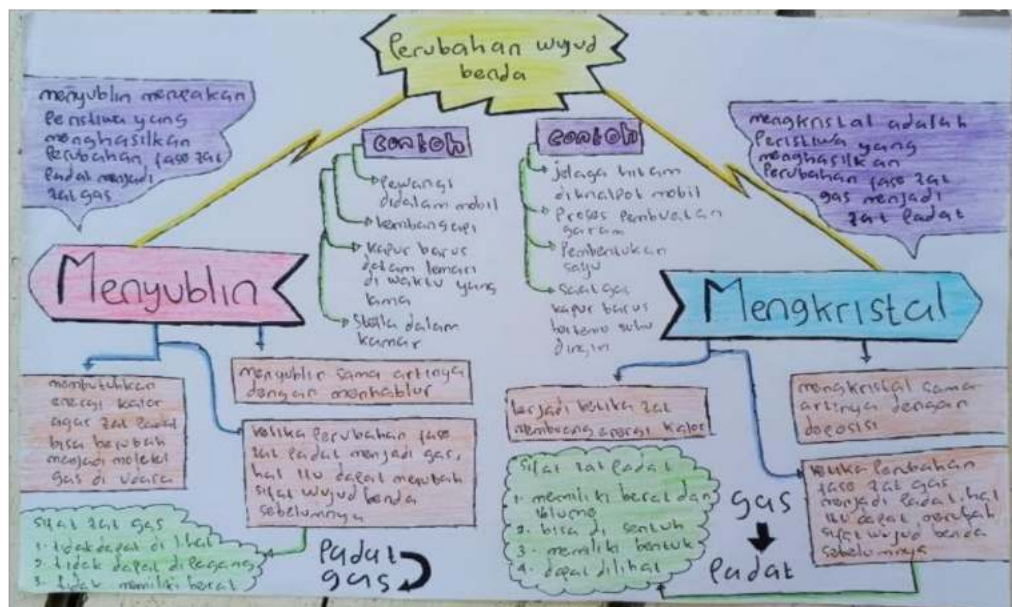 Perubahan wujud
benda
menyublin merupakan
Peristiwa yang
menghasilkan
Perubahan fase zat
Padat menjadi
zat gas
contoh
Pewangi
didalam mobil
kembang api
kapur barus
dalam lemari
di waktu yang
lama
Stella dalam
kamar
contoh
jelaga hitam
diknalpot mobil
Proses Pembuatan
garam
Pembentukan
salju
Saat gas
kapur barus
bertemu suhu
dingin
mengkristal adalah
Peristiwa yang
menghasilkan
Perubahan fase zat
gas menjadi
zat Padat
Menyublin
Mengkristal
membutuhkan
energi kalor
agar zat Padat
bisa berubah
menjadi molekul
gas di udara
menyublin sama artinya
dengan menhablur
ketika Perubahan fase
zat padat menjadi gas,
hal itu dapat merubah
sifat wujud benda
sebelumnya
sifat zat gas
1. tidak dapat di lihat
2. tidak dapat di pegang
3. tidak memiliki berat
Padat
gas
terjadi ketika zat
membuang energi kalor
mengkristal sama
artinya dengan
deposisi
sifat zat Padat
1. memiliki berat dan
volume
2. bisa di sentuh
3. memiliki bentuk
4. dapat dilihat
gas
Padat
ketika Perubahan
fase zat gas
menjadi Padat, hal
itu dapat merubah
sifat wujud benda
sebelumnya